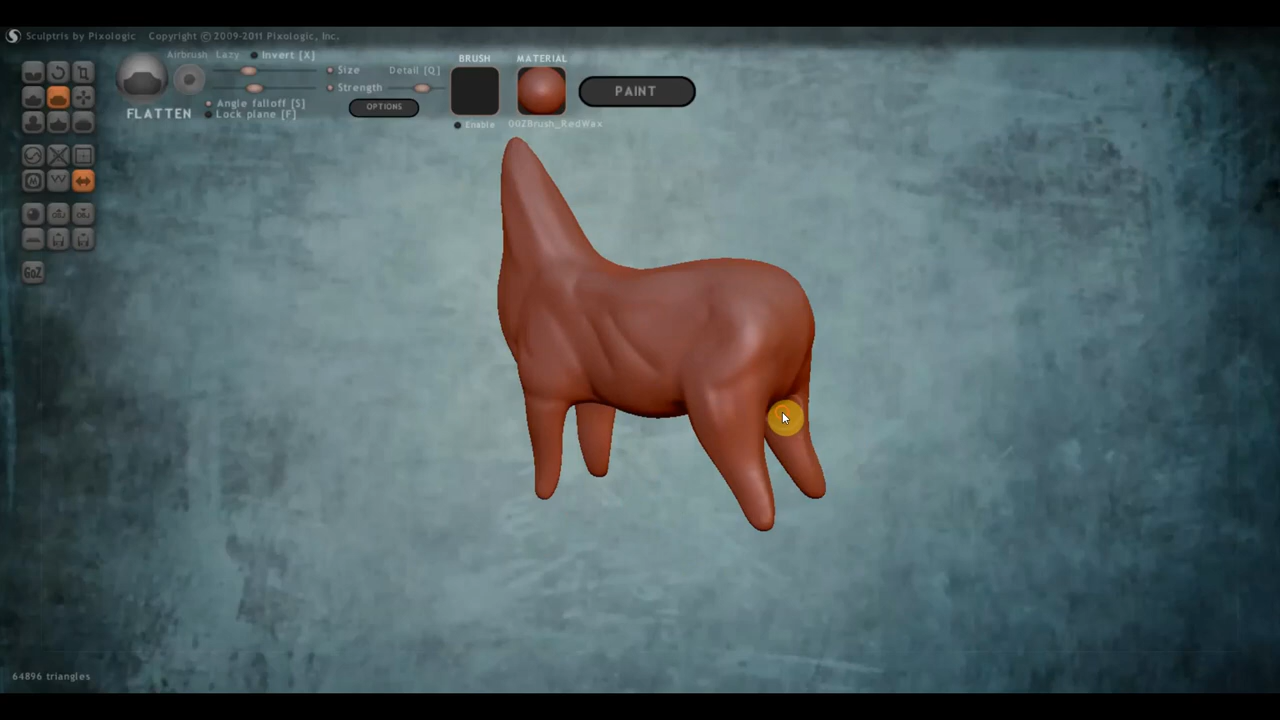 Sculptris by Pixologic Copyright © 2009-2011 Pixologic, Inc.
Airbrush Lazy Invert [X]
BRUSH
MATERIAL
Size Detail [Q]
Strength
PAINT
Angle falloff [S]
OPTIONS
FLATTEN
Lock plane [F]
Enable
00ZBrush_RedWax
GoZ
64896 triangles